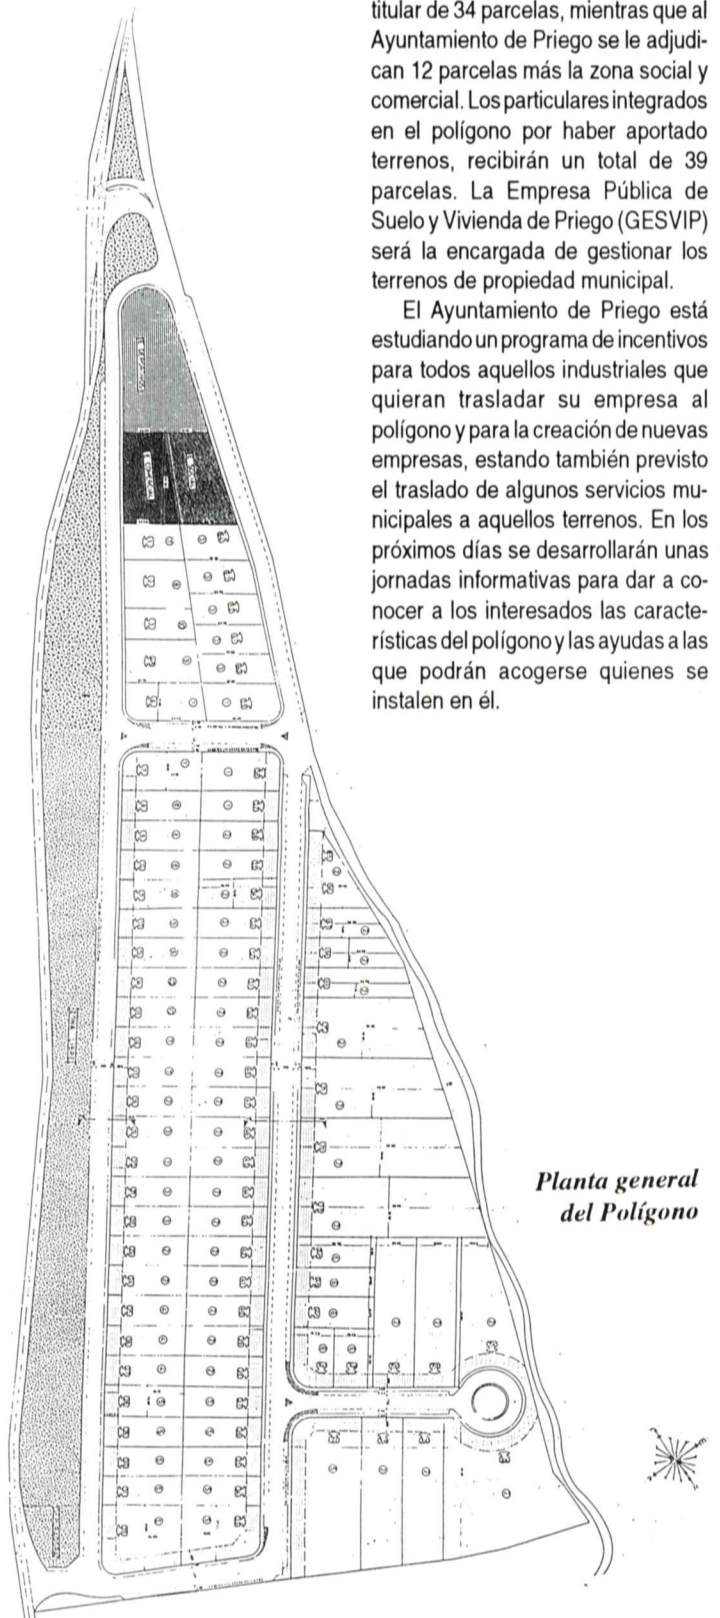 titular de 34 parcelas, mientras que al
Ayuntamiento de Priego se le adjudi-
can 12 parcelas más la zona social y
comercial. Los particulares integrados
en el polígono por haber aportado
terrenos, recibirán un total de 39
parcelas. La Empresa Pública de
Suelo y Vivienda de Priego (GESVIP)
será la encargada de gestionar los
terrenos de propiedad municipal.
El Ayuntamiento de Priego está
estudiando un programa de incentivos
para todos aquellos industriales que
quieran trasladar su empresa al
polígono y para la creación de nuevas
empresas, estando también previsto
el traslado de algunos servicios mu-
nicipales a aquellos terrenos. En los
próximos días se desarrollarán unas
jornadas informativas para dar a co-
nocer a los interesados las caracte-
rísticas del polígono y las ayudas a las
que podrán acogerse quienes se
instalen en él.
Planta general
del Polígono